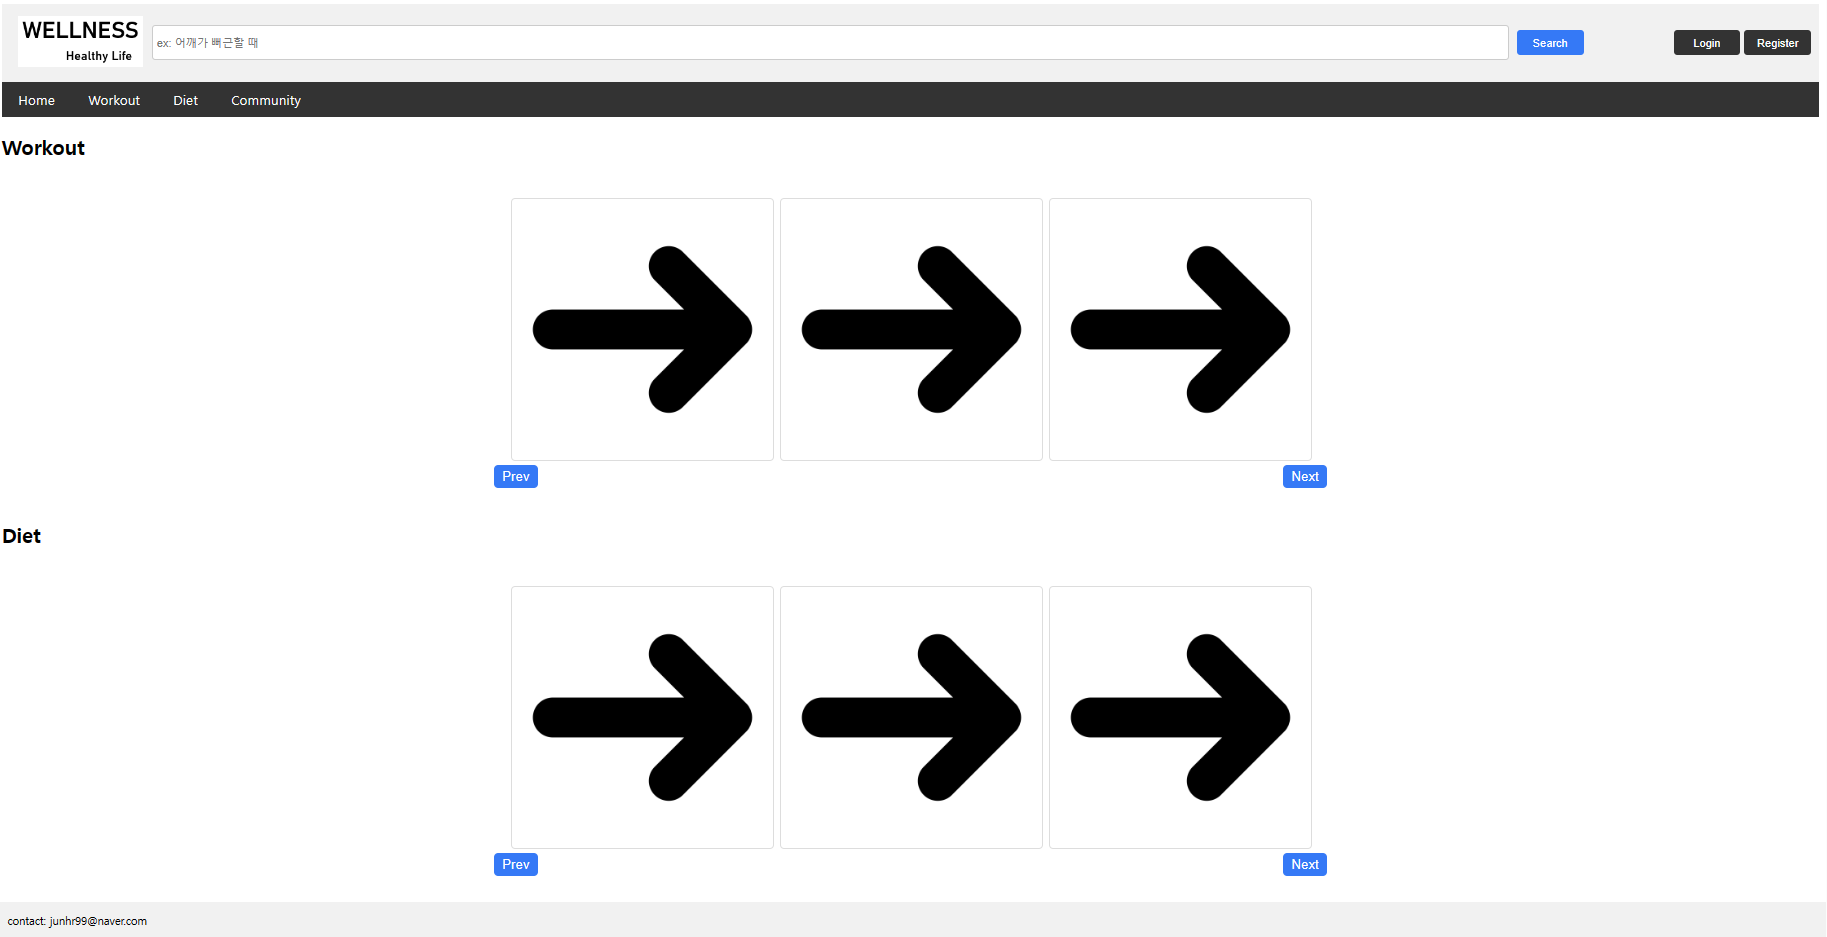 WELLNESS
Healthy Life
ex: 어깨가 뻐근할 때
Search
Login
Register
Home
Workout
Diet
Community
Workout
Prev
Next
Diet
Prev
Next
contact: junhr99@naver.com